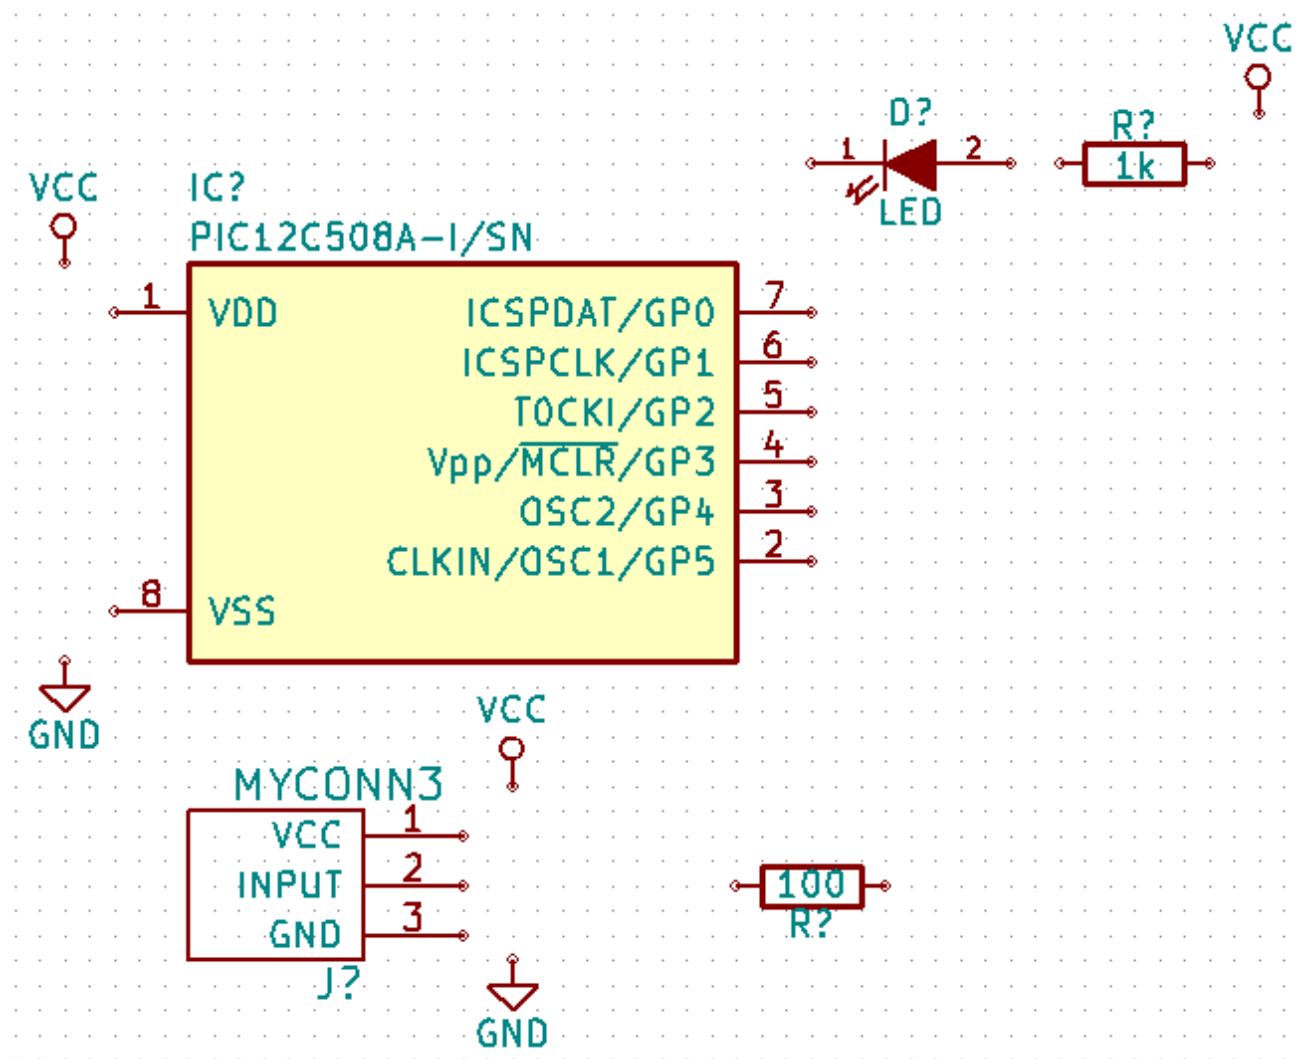 VCC
D?
R?
1 2
1k
LED
VCC
IC?
PIC12C508A-I/SN
1 VDD
ICSPDAT/GP0 7
ICSPCLK/GP1 6
T0CKI/GP2 5
Vpp/MCLR/GP3 4
OSC2/GP4 3
CLKIN/OSC1/GP5 2
8 VSS
GND
VCC
MYCONN3
VCC 1
INPUT 2
GND 3
J?
100
R?
GND